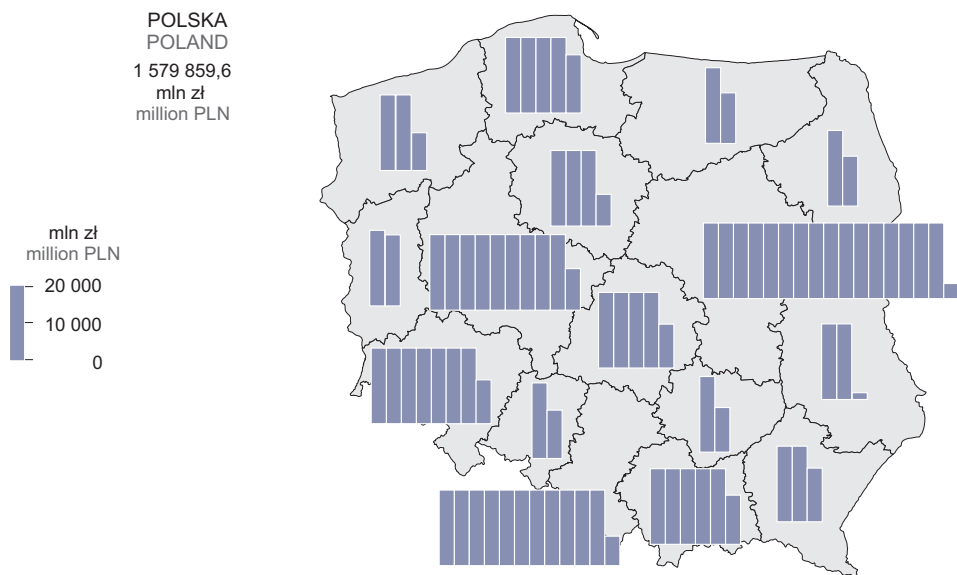 POLSKA
POLAND
1 579 859,6
mln zł
million PLN
mln zł
million PLN
20 000
10 000
0